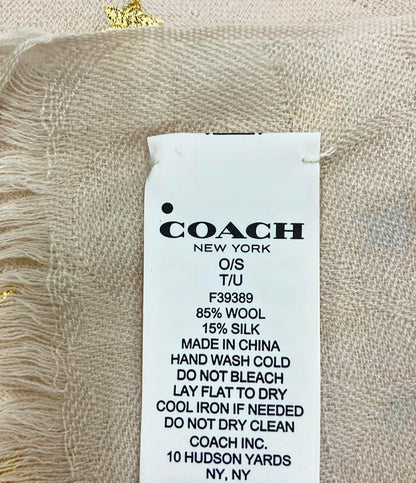 COACH
NEW YORK
O/S
T/U
F39389
85% WOOL
15% SILK
MADE IN CHINA
HAND WASH COLD
DO NOT BLEACH
LAY FLAT TO DRY
COOL IRON IF NEEDED
DO NOT DRY CLEAN
COACH INC.
10 HUDSON YARDS
NY, NY